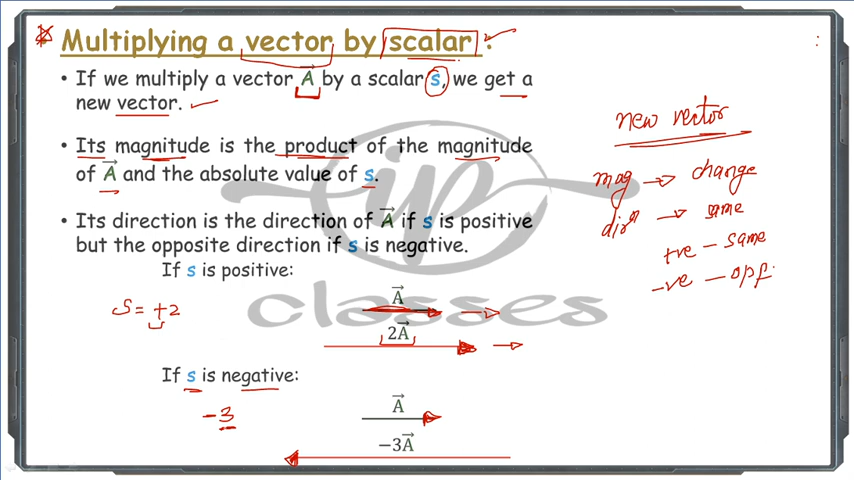 Multiplying a vector by scalar :
• If we multiply a vector A⃗ by a scalar s, we get a
new vector.
• Its magnitude is the product of the magnitude
of A⃗ and the absolute value of s.
• Its direction is the direction of A⃗ if s is positive
but the opposite direction if s is negative.
If s is positive:
S = +2
A⃗
2A⃗
If s is negative:
-3
A⃗
−3A⃗
new vector
mag → change
dirⁿ → same
+ve – same
-ve – opp.
ip
classes